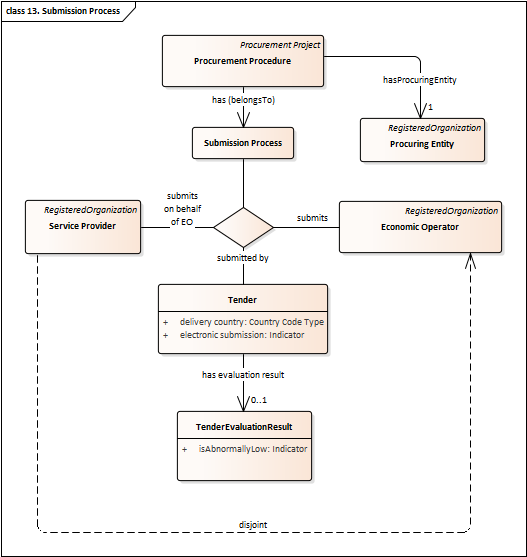 class 13. Submission Process
Procurement Project
Procurement Procedure
hasProcuringEntity
has (belongsTo)
1
RegisteredOrganization
Procuring Entity
Submission Process
submits
on behalf
of EO
RegisteredOrganization
Service Provider
submits
RegisteredOrganization
Economic Operator
submitted by
Tender
+ delivery country: Country Code Type
+ electronic submission: Indicator
has evaluation result
0..1
TenderEvaluationResult
+ isAbnormallyLow: Indicator
disjoint